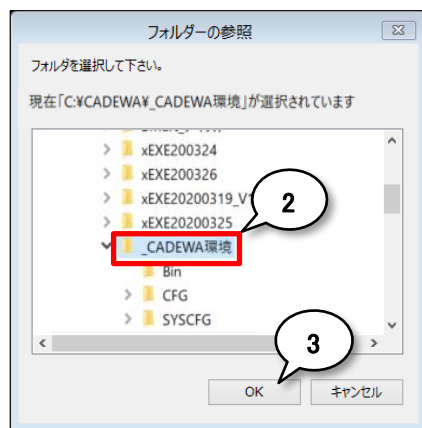 フォルダーの参照
フォルダを選択して下さい。
現在「C:¥CADEWA¥_CADEWA環境」が選択されています
xEXE200324
xEXE200326
xEXE20200319_V1
2
xEXE20200325
_CADEWA環境
Bin
CFG
SYSCFG
3
OK
キャンセル